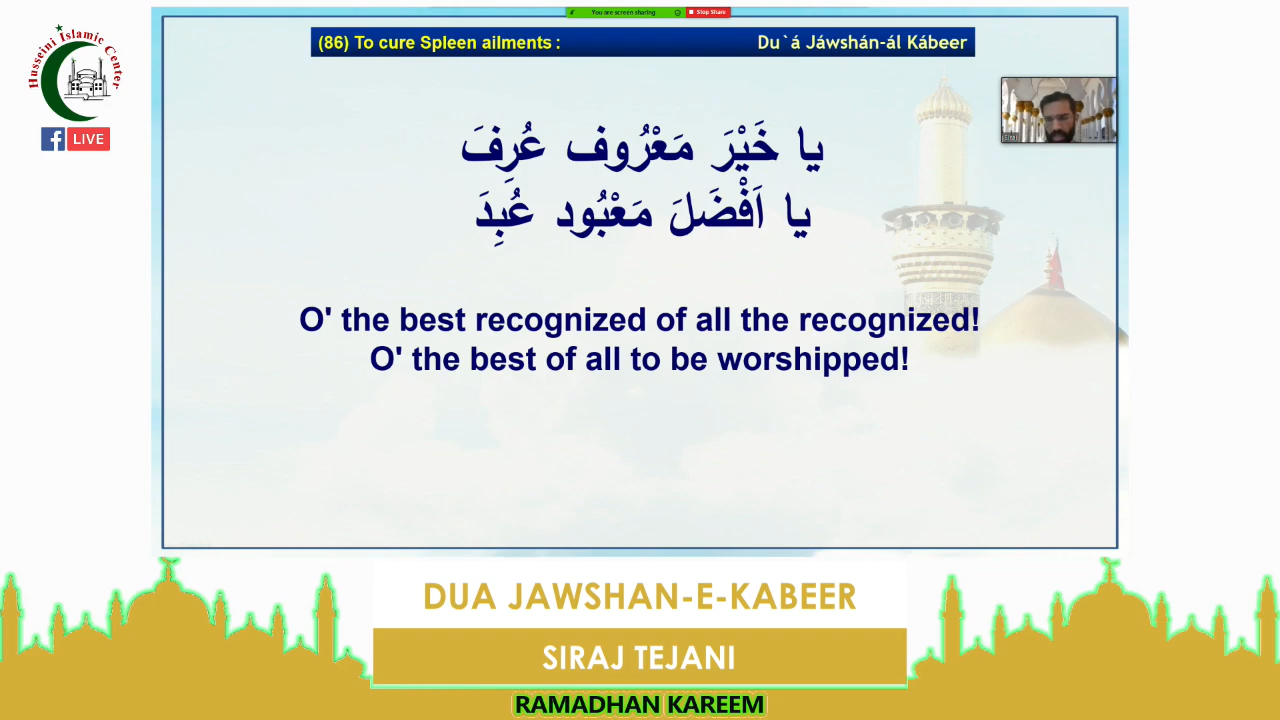 Husseini Islamic Center
LIVE
You are screen sharing
Stop Share
(86) To cure Spleen ailments :
Du`á Jáwshán-ál Kábeer
Siraj
يا خَيْرَ مَعْرُوف عُرِفَ
يا اَفْضَلَ مَعْبُود عُبِدَ
O' the best recognized of all the recognized!
O' the best of all to be worshipped!
DUA JAWSHAN-E-KABEER
SIRAJ TEJANI
RAMADHAN KAREEM